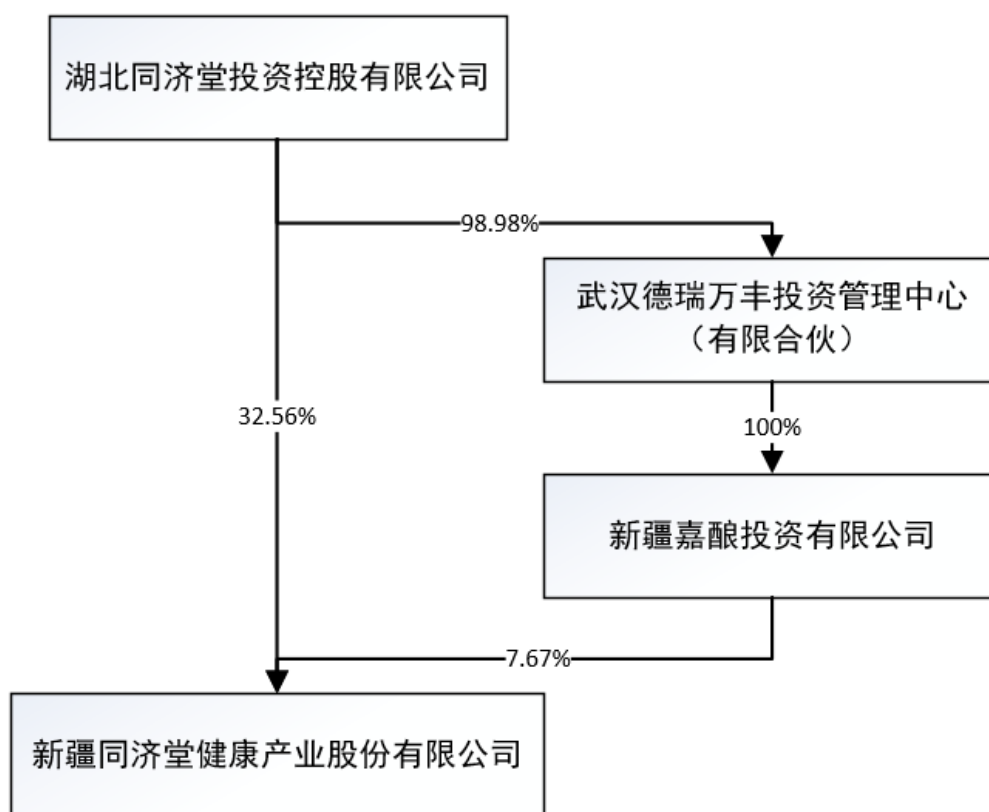 湖北同济堂投资控股有限公司
98.98%
武汉德瑞万丰投资管理中心
（有限合伙）
32.56%
100%
新疆嘉酿投资有限公司
7.67%
新疆同济堂健康产业股份有限公司